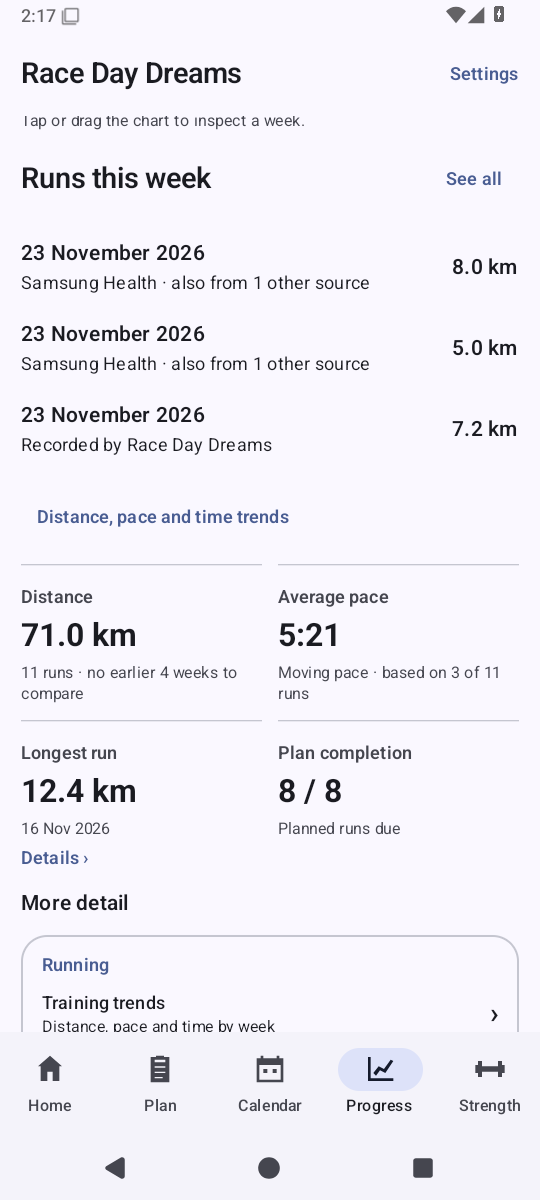 2:17
Race Day Dreams
Settings
Tap or drag the chart to inspect a week.
Runs this week
See all
23 November 2026
Samsung Health · also from 1 other source
8.0 km
23 November 2026
Samsung Health · also from 1 other source
5.0 km
23 November 2026
Recorded by Race Day Dreams
7.2 km
Distance, pace and time trends
Distance
71.0 km
11 runs · no earlier 4 weeks to
compare
Average pace
5:21
Moving pace · based on 3 of 11
runs
Longest run
12.4 km
16 Nov 2026
Details ›
Plan completion
8 / 8
Planned runs due
More detail
Running
Training trends
Distance, pace and time by week
›
Home
Plan
Calendar
Progress
Strength